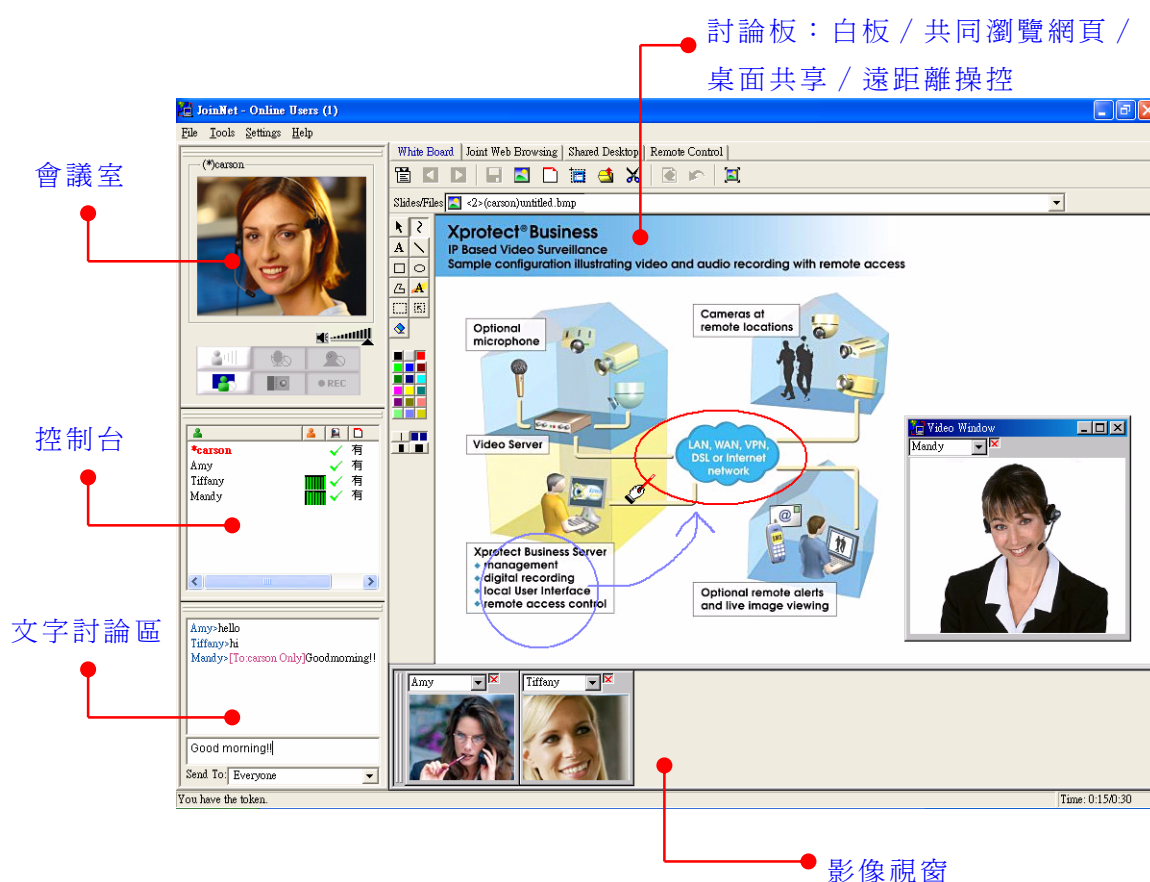 討論板：白板／共同瀏覽網頁／
桌面共享／遠距離操控
會議室
控制台
文字討論區
影像視窗
JoinNet - Online Users (1)
File Tools Settings Help
(*)carson
REC
*carson
有
Amy
有
Tiffany
有
Mandy
有
Amy>hello
Tiffany>hi
Mandy>[To:carson Only]Goodmorning!!
Good morning!!
Send To: Everyone
You have the token.
White Board Joint Web Browsing Shared Desktop Remote Control
Slides/Files <2>(carson)untitled.bmp
A
A
Xprotect® Business
IP Based Video Surveillance
Sample configuration illustrating video and audio recording with remote access
Optional
microphone
Cameras at
remote locations
Video Server
LAN, WAN, VPN,
DSL or Internet
network
@
SMS
Xprotect Business Server
management
digital recording
local User Interface
remote access control
Optional remote alerts
and live image viewing
Video Window
Mandy
Amy
Tiffany
Time: 0:15/0:30